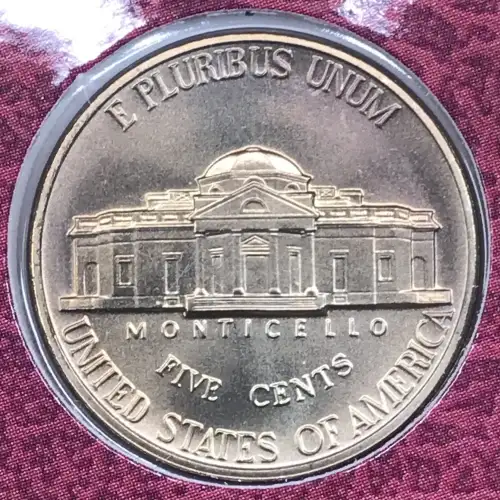 E PLURIBUS UNUM
MONTICELLO
FIVE CENTS
UNITED STATES OF AMERICA